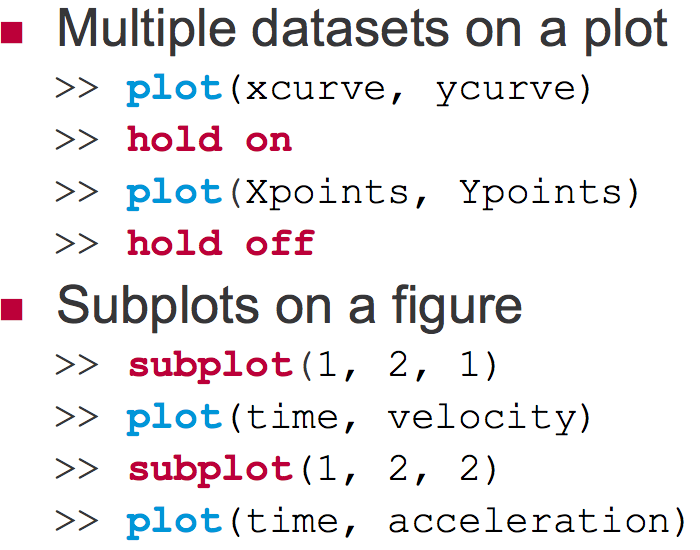 Multiple datasets on a plot
>> plot(xcurve, ycurve)
>> hold on
>> plot(Xpoints, Ypoints)
>> hold off
Subplots on a figure
>> subplot(1, 2, 1)
>> plot(time, velocity)
>> subplot(1, 2, 2)
>> plot(time, acceleration)